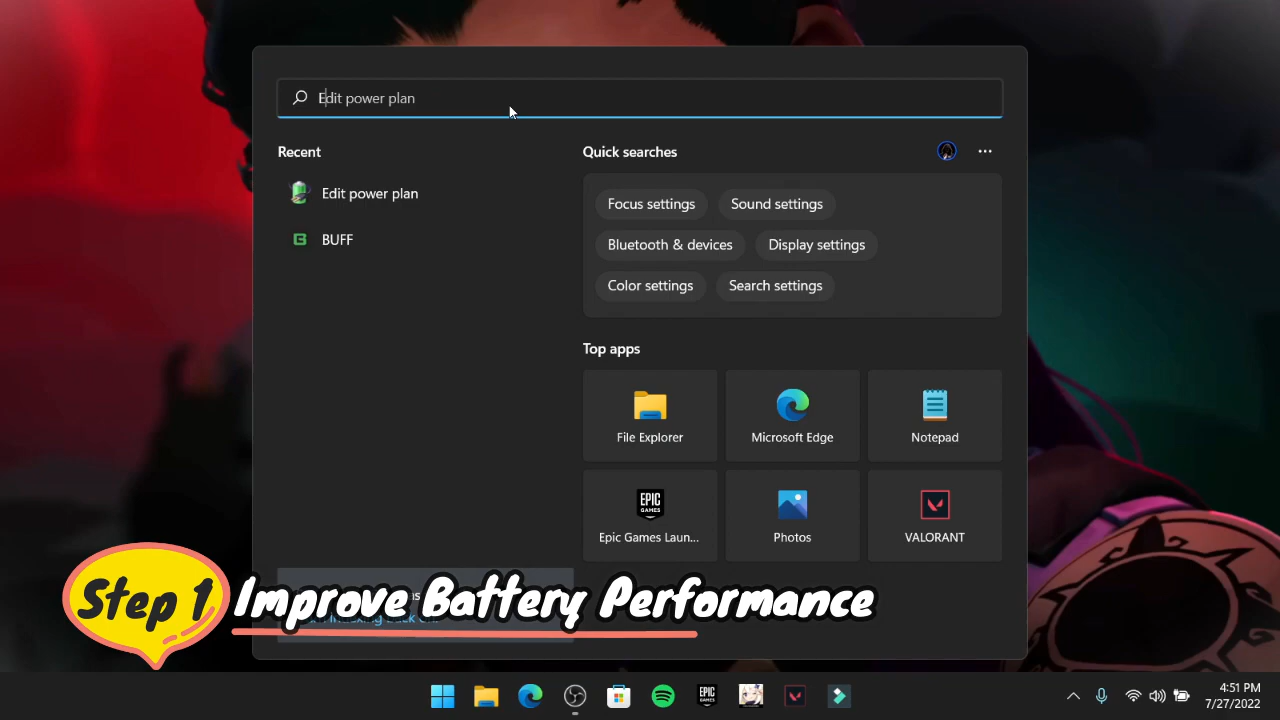 Edit power plan
Recent
Quick searches
Edit power plan
BUFF
Focus settings
Sound settings
Bluetooth & devices
Display settings
Color settings
Search settings
Top apps
File Explorer
Microsoft Edge
Notepad
EPIC
GAMES
Epic Games Laun...
Photos
VALORANT
Step 1
Improve Battery Performance
EPIC
GAMES
4:51 PM
7/27/2022